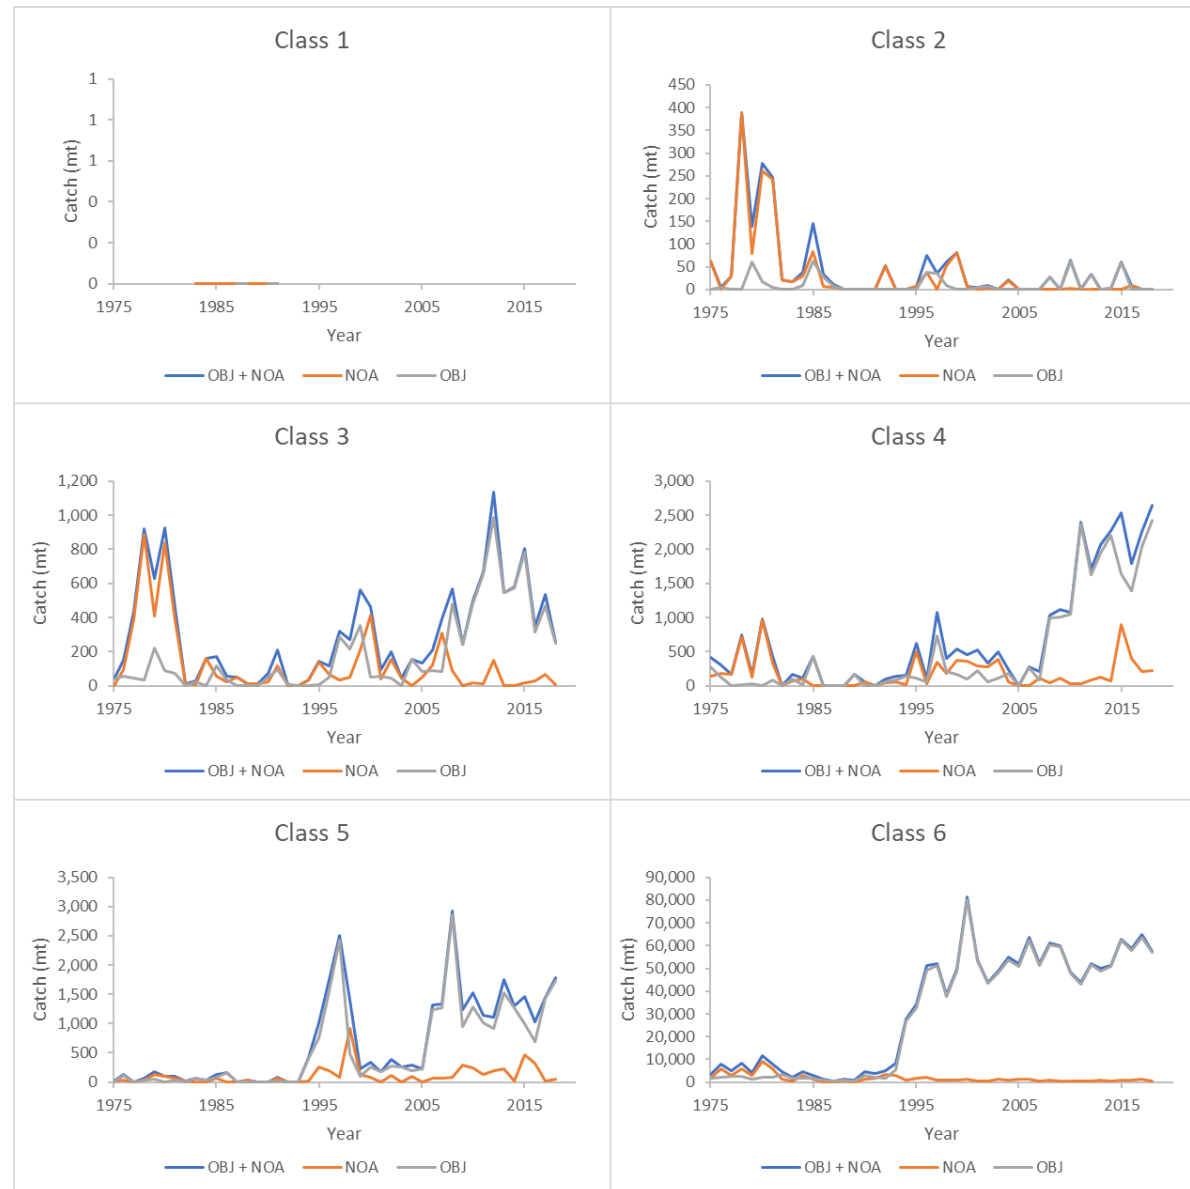 Class 1
1
1
1
0
0
0
Catch (mt)
1975 1985 1995 2005 2015
Year
OBJ + NOA NOA OBJ
Class 2
450
400
350
300
250
200
150
100
50
0
Catch (mt)
1975 1985 1995 2005 2015
Year
OBJ + NOA NOA OBJ
Class 3
1,200
1,000
800
600
400
200
0
Catch (mt)
1975 1985 1995 2005 2015
Year
OBJ + NOA NOA OBJ
Class 4
3,000
2,500
2,000
1,500
1,000
500
0
Catch (mt)
1975 1985 1995 2005 2015
Year
OBJ + NOA NOA OBJ
Class 5
3,500
3,000
2,500
2,000
1,500
1,000
500
0
Catch (mt)
1975 1985 1995 2005 2015
Year
OBJ + NOA NOA OBJ
Class 6
90,000
80,000
70,000
60,000
50,000
40,000
30,000
20,000
10,000
0
Catch (mt)
1975 1985 1995 2005 2015
Year
OBJ + NOA NOA OBJ